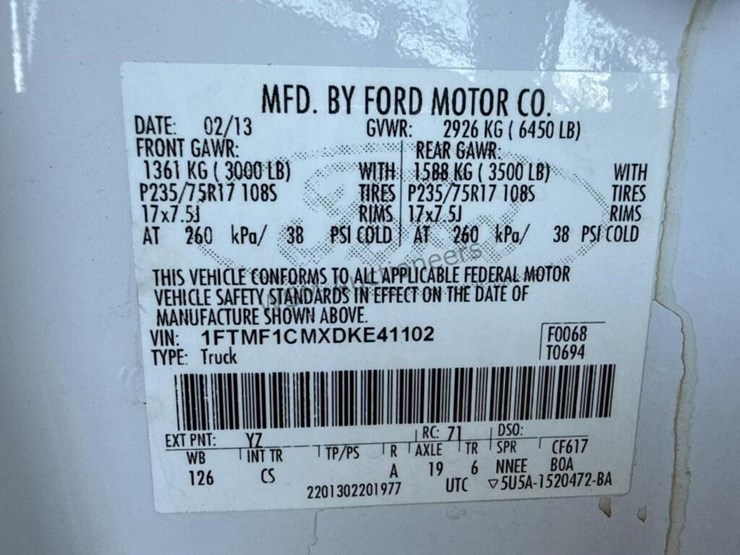 MFD. BY FORD MOTOR CO.
DATE: 02/13 GVWR: 2926 KG ( 6450 LB)
FRONT GAWR: REAR GAWR:
1361 KG ( 3000 LB) WITH 1588 KG ( 3500 LB) WITH
P235/75R17 108S TIRES P235/75R17 108S TIRES
17x7.5J RIMS 17x7.5J RIMS
AT 260 kPa/ 38 PSI COLD AT 260 kPa/ 38 PSI COLD
THIS VEHICLE CONFORMS TO ALL APPLICABLE FEDERAL MOTOR
VEHICLE SAFETY STANDARDS IN EFFECT ON THE DATE OF
MANUFACTURE SHOWN ABOVE.
VIN: 1FTMF1CMXDKE41102 F0068
TYPE: Truck T0694
EXT PNT: YZ RC: 71 DSO:
WB INT TR TP/PS R AXLE TR SPR CF617
126 CS A 19 6 NNEE BOA
2201302201977 UTC ▽5U5A-1520472-BA